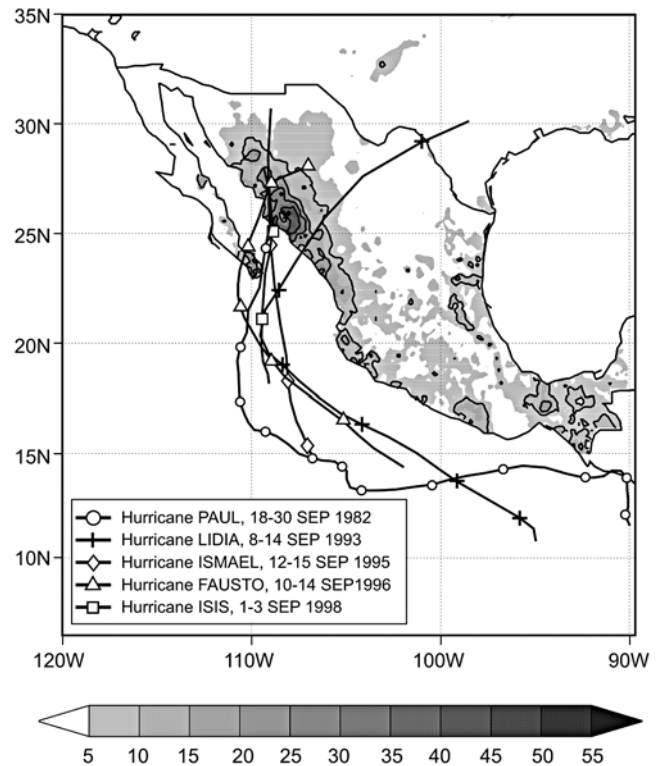 35N
30N
25N
20N
15N
10N
Hurricane PAUL, 18-30 SEP 1982
Hurricane LIDIA, 8-14 SEP 1993
Hurricane ISMAEL, 12-15 SEP 1995
Hurricane FAUSTO, 10-14 SEP1996
Hurricane ISIS, 1-3 SEP 1998
120W 110W 100W 90W
5 10 15 20 25 30 35 40 45 50 55